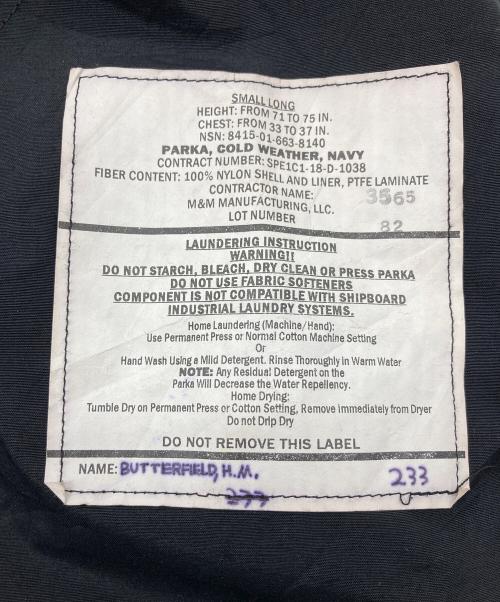 SMALL LONG
HEIGHT: FROM 71 TO 75 IN.
CHEST: FROM 33 TO 37 IN.
NSN: 8415-01-663-8140
PARKA, COLD WEATHER, NAVY
CONTRACT NUMBER: SPE1C1-18-D-1038
FIBER CONTENT: 100% NYLON SHELL AND LINER, PTFE LAMINATE
CONTRACTOR NAME: 3565
M&M MANUFACTURING, LLC.
LOT NUMBER 82
LAUNDERING INSTRUCTION
WARNING!!
DO NOT STARCH, BLEACH, DRY CLEAN OR PRESS PARKA
DO NOT USE FABRIC SOFTENERS
COMPONENT IS NOT COMPATIBLE WITH SHIPBOARD
INDUSTRIAL LAUNDRY SYSTEMS.
Home Laundering (Machine/Hand):
Use Permanent Press or Normal Cotton Machine Setting
Or
Hand Wash Using a Mild Detergent. Rinse Thoroughly in Warm Water
NOTE: Any Residual Detergent on the
Parka Will Decrease the Water Repellency.
Home Drying:
Tumble Dry on Permanent Press or Cotton Setting, Remove Immediately from Dryer
Do not Drip Dry
DO NOT REMOVE THIS LABEL
NAME: BUTTERFIELD, H.M. 233
233